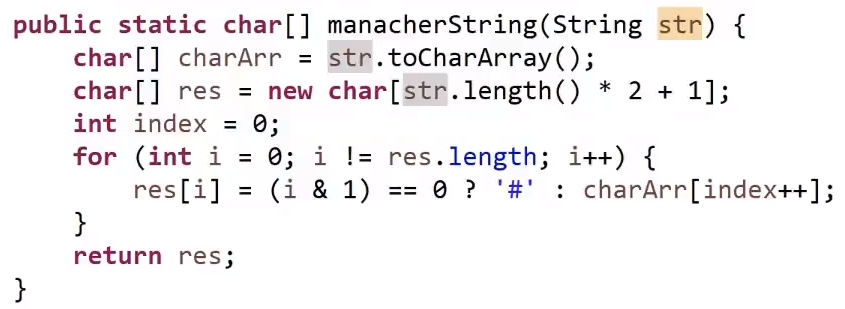 public static char[] manacherString(String str) {
    char[] charArr = str.toCharArray();
    char[] res = new char[str.length() * 2 + 1];
    int index = 0;
    for (int i = 0; i != res.length; i++) {
        res[i] = (i & 1) == 0 ? '#' : charArr[index++];
    }
    return res;
}